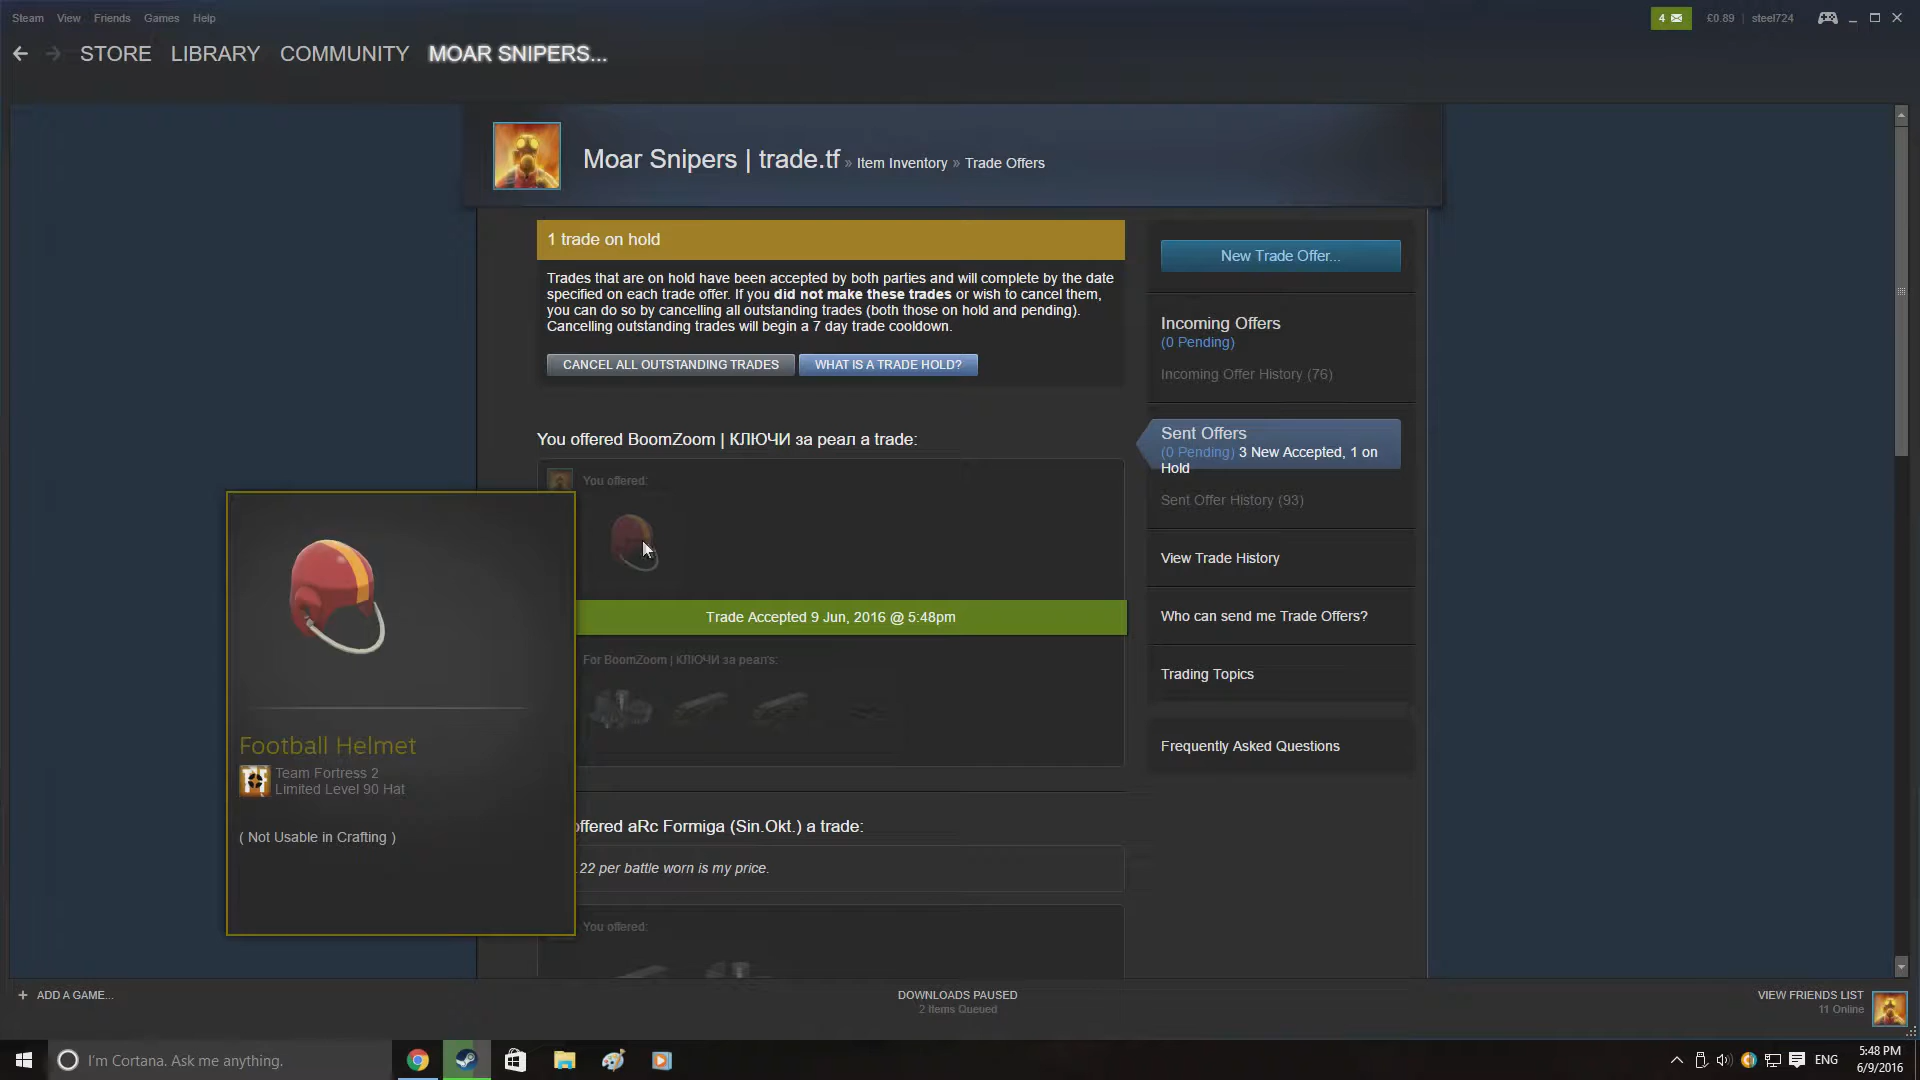 Steam View Friends Games Help
4 £0.89 | steel724
STORE LIBRARY COMMUNITY MOAR SNIPERS...
Moar Snipers | trade.tf » Item Inventory » Trade Offers
1 trade on hold
Trades that are on hold have been accepted by both parties and will complete by the date
specified on each trade offer. If you did not make these trades or wish to cancel them,
you can do so by cancelling all outstanding trades (both those on hold and pending).
Cancelling outstanding trades will begin a 7 day trade cooldown.
CANCEL ALL OUTSTANDING TRADES WHAT IS A TRADE HOLD?
You offered BoomZoom | КЛЮЧИ за реал a trade:
You offered:
Trade Accepted 9 Jun, 2016 @ 5:48pm
For BoomZoom | КЛЮЧИ за реал's:
Football Helmet
Team Fortress 2
Limited Level 90 Hat
( Not Usable in Crafting )
offered aRc Formiga (Sin.Okt.) a trade:
.22 per battle worn is my price.
You offered:
New Trade Offer...
Incoming Offers
(0 Pending)
Incoming Offer History (76)
Sent Offers
(0 Pending) 3 New Accepted, 1 on
Hold
Sent Offer History (93)
View Trade History
Who can send me Trade Offers?
Trading Topics
Frequently Asked Questions
+ ADD A GAME...
DOWNLOADS PAUSED
2 Items Queued
VIEW FRIENDS LIST
11 Online
I'm Cortana. Ask me anything.
ENG
5:48 PM
6/9/2016